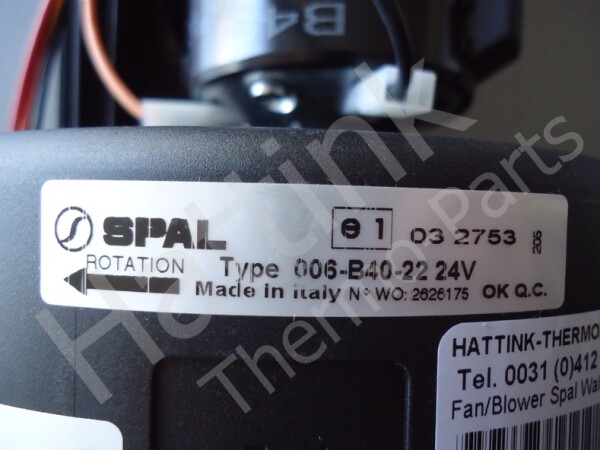 B40
SPAL
e1 03 2753 205
ROTATION
Type 006-B40-22 24V
Made in Italy N° WO: 2626175 OK Q.C.
HATTINK-THERMO
Tel. 0031 (0)412
Fan/Blower Spal
Hattink
Thermo Parts